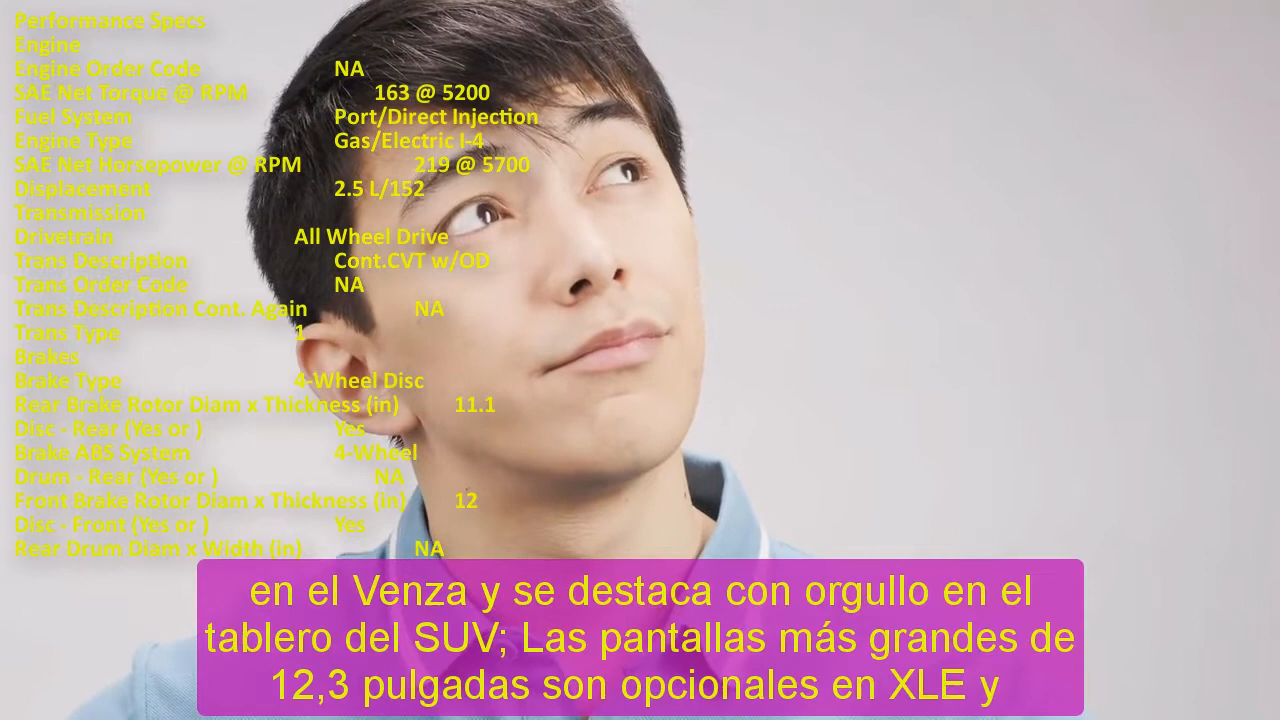 Performance Specs
Engine
Engine Order Code NA
SAE Net Torque @ RPM 163 @ 5200
Fuel System Port/Direct Injection
Engine Type Gas/Electric I-4
SAE Net Horsepower @ RPM 219 @ 5700
Displacement 2.5 L/152
Transmission
Drivetrain All Wheel Drive
Trans Description Cont.CVT w/OD
Trans Order Code NA
Trans Description Cont. Again NA
Trans Type 1
Brakes
Brake Type 4-Wheel Disc
Rear Brake Rotor Diam x Thickness (in) 11.1
Disc - Rear (Yes or ) Yes
Brake ABS System 4-Wheel
Drum - Rear (Yes or ) NA
Front Brake Rotor Diam x Thickness (in) 12
Disc - Front (Yes or ) Yes
Rear Drum Diam x Width (in) NA
en el Venza y se destaca con orgullo en el
tablero del SUV; Las pantallas más grandes de
12,3 pulgadas son opcionales en XLE y